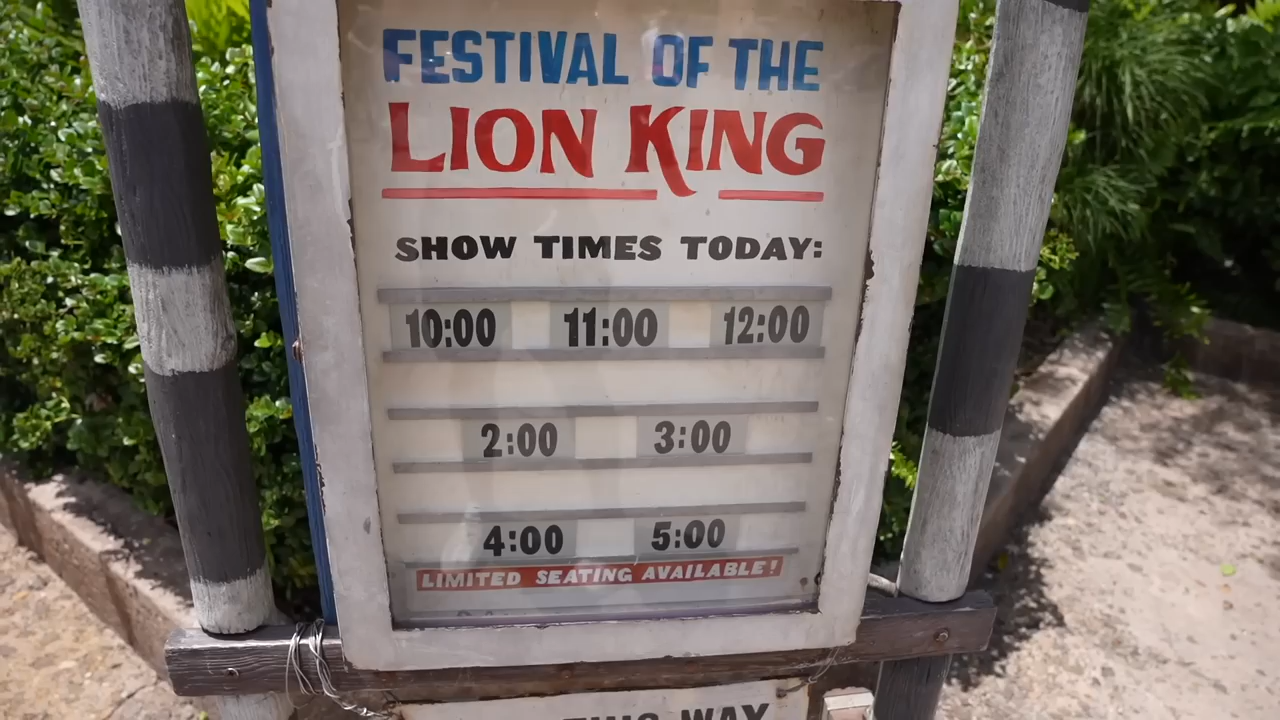 FESTIVAL OF THE
LION KING
SHOW TIMES TODAY:
10:00 11:00 12:00
2:00 3:00
4:00 5:00
LIMITED SEATING AVAILABLE!
WAY